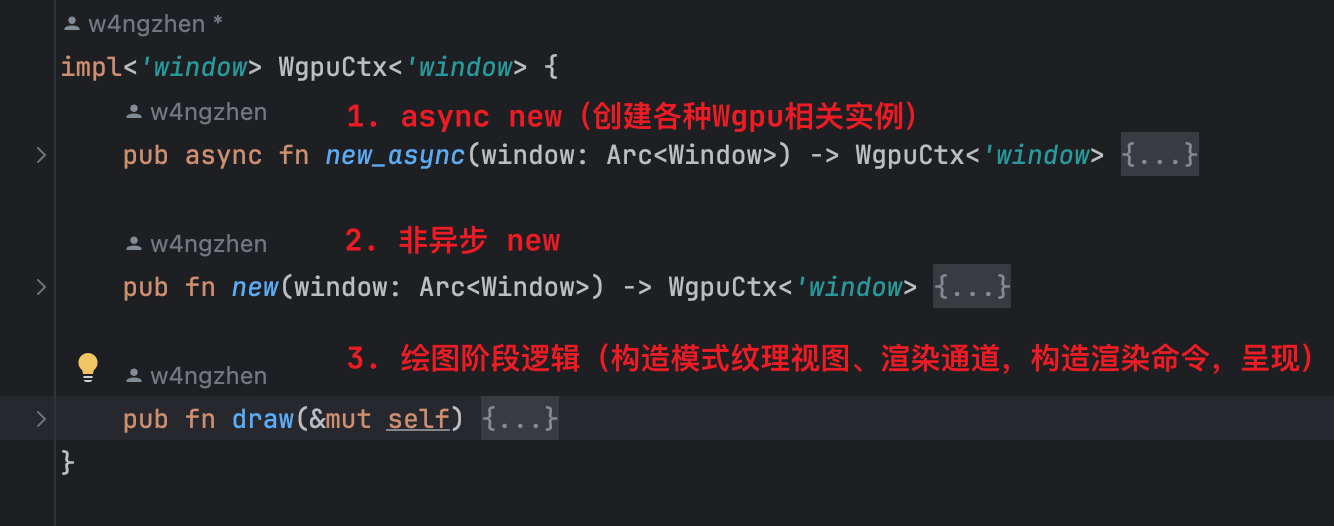 w4ngzhen *
impl<'window> WgpuCtx<'window> {
w4ngzhen
1. async new（创建各种Wgpu相关实例）
pub async fn new_async(window: Arc<Window>) -> WgpuCtx<'window> {...}
w4ngzhen
2. 非异步 new
pub fn new(window: Arc<Window>) -> WgpuCtx<'window> {...}
3. 绘图阶段逻辑（构造模式纹理视图、渲染通道，构造渲染命令，呈现）
w4ngzhen
pub fn draw(&mut self) {...}
}